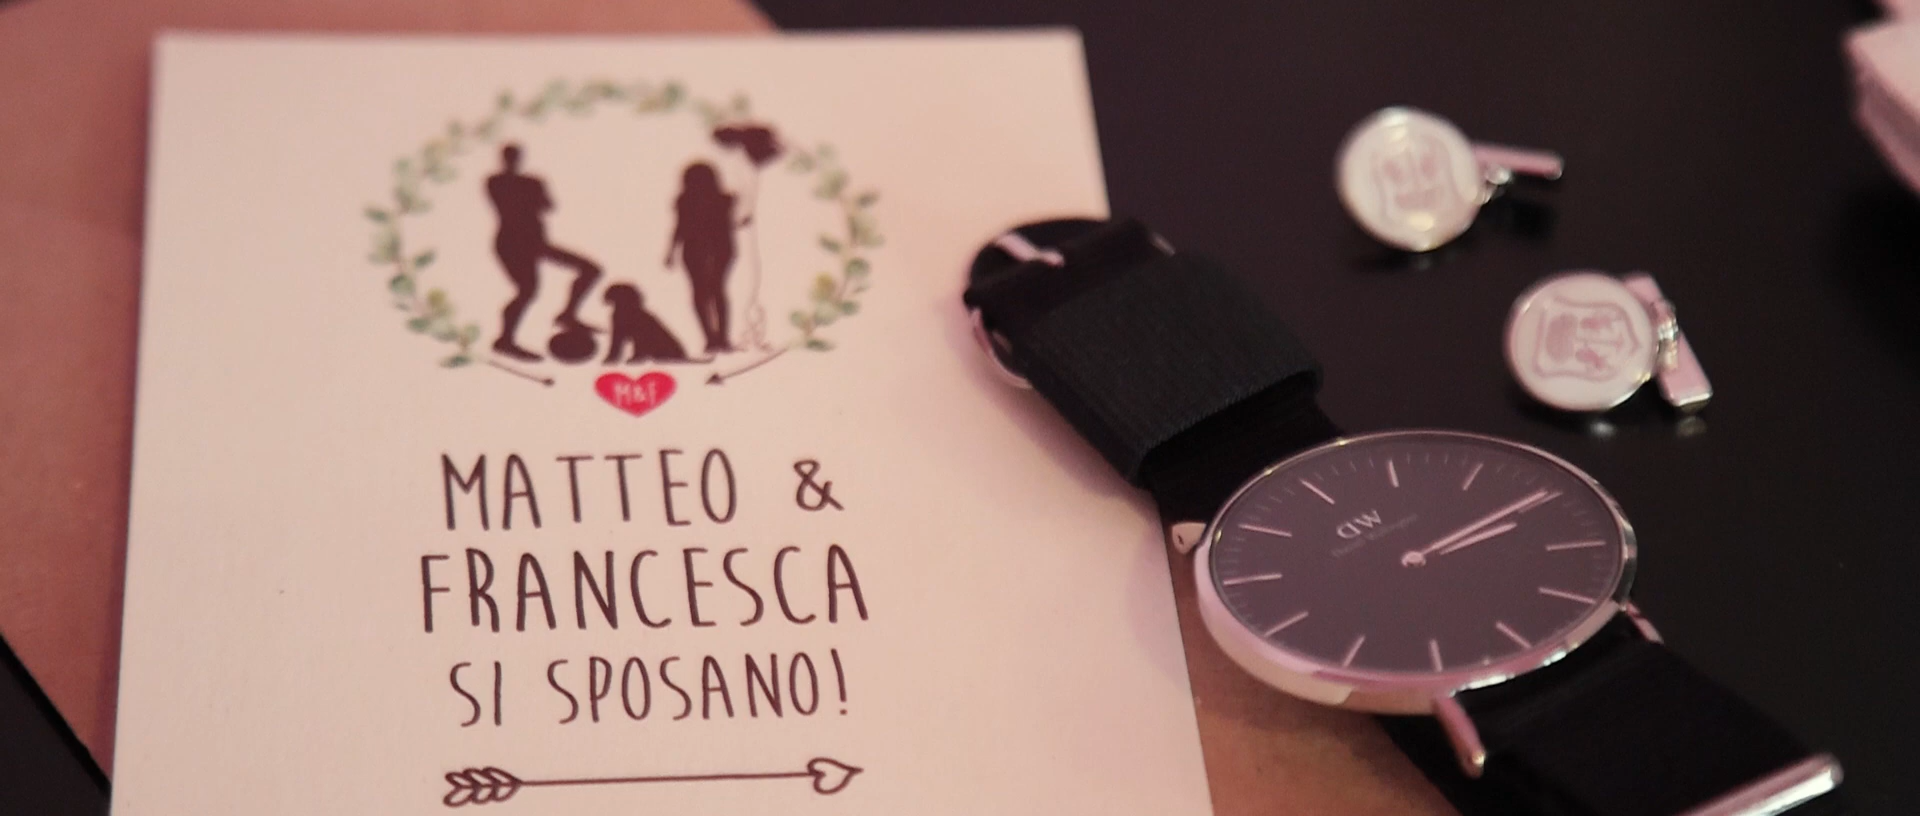 M&F
MATTEO &
FRANCESCA
SI SPOSANO!
DW